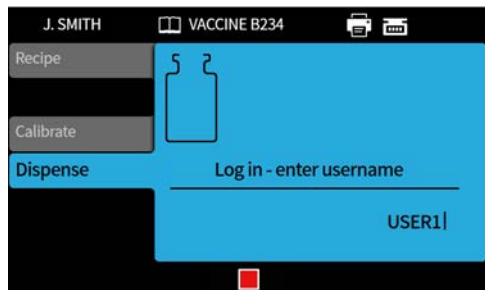 J. SMITH
VACCINE B234
Recipe
Calibrate
Dispense
Log in - enter username
USER1